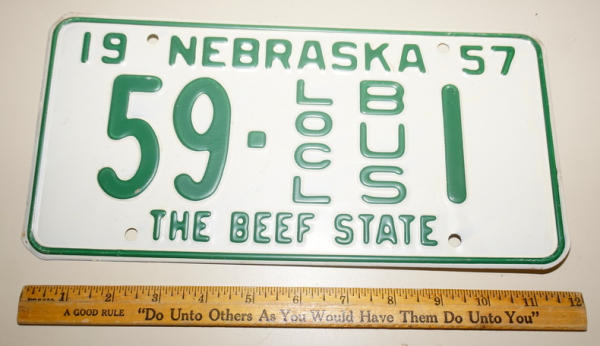 19 NEBRASKA 57
59-LOCL BUS 1
THE BEEF STATE
1 2 3 4 5 6 7 8 9 10 11 12
A GOOD RULE "Do Unto Others As You Would Have Them Do Unto You"